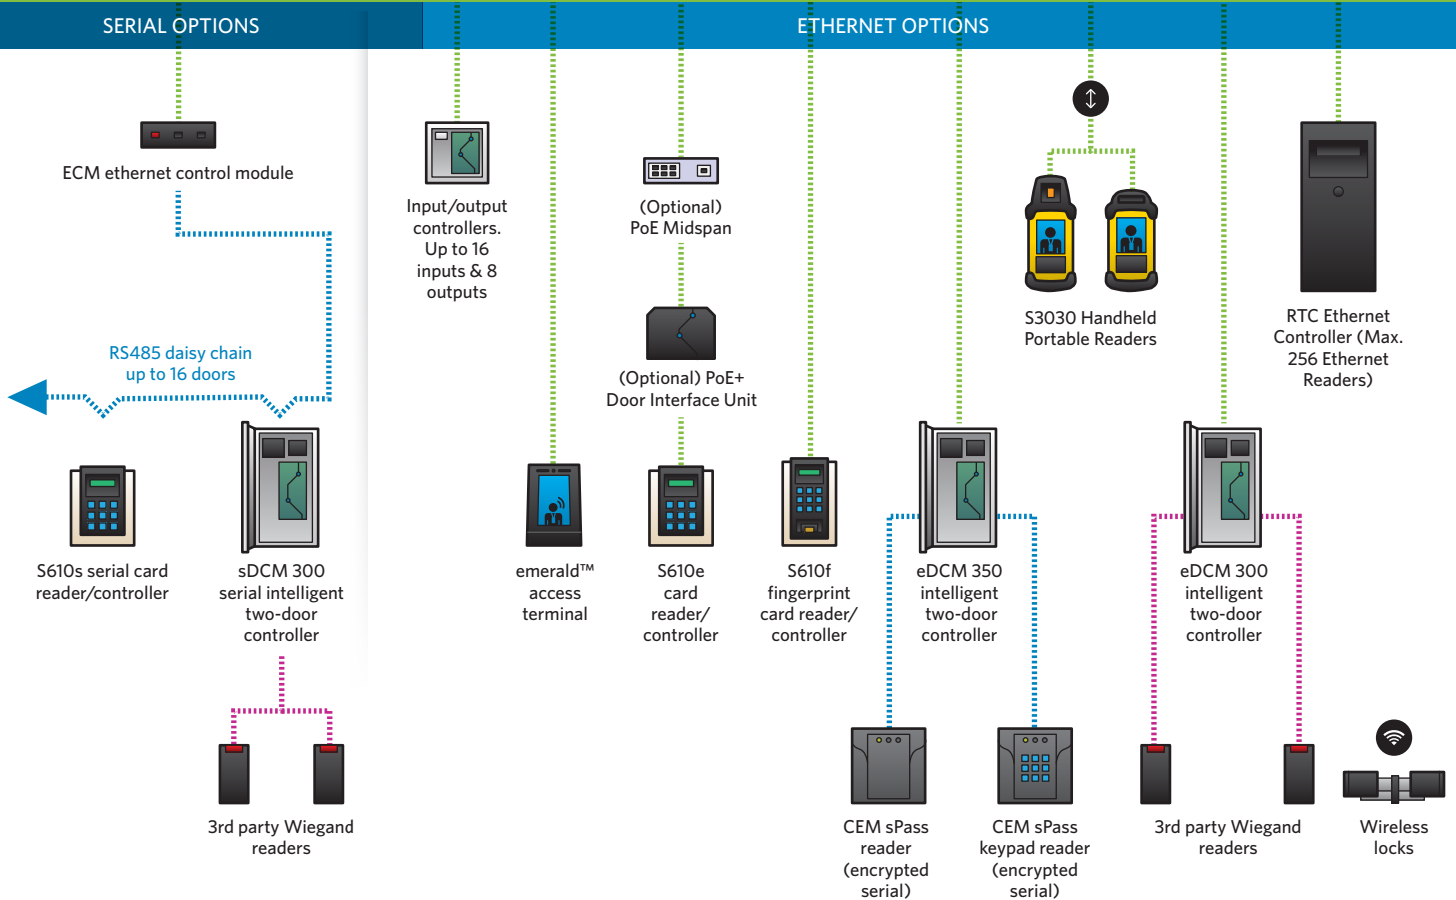 SERIAL OPTIONS
ETHERNET OPTIONS
ECM ethernet control module
RS485 daisy chain
up to 16 doors
S610s serial card
reader/controller
sDCM 300
serial intelligent
two-door
controller
3rd party Wiegand
readers
Input/output
controllers.
Up to 16
inputs & 8
outputs
emerald™
access
terminal
(Optional)
PoE Midspan
(Optional) PoE+
Door Interface Unit
S610e
card
reader/
controller
S610f
fingerprint
card reader/
controller
eDCM 350
intelligent
two-door
controller
CEM sPass
reader
(encrypted
serial)
CEM sPass
keypad reader
(encrypted
serial)
S3030 Handheld
Portable Readers
eDCM 300
intelligent
two-door
controller
3rd party Wiegand
readers
RTC Ethernet
Controller (Max.
256 Ethernet
Readers)
Wireless
locks